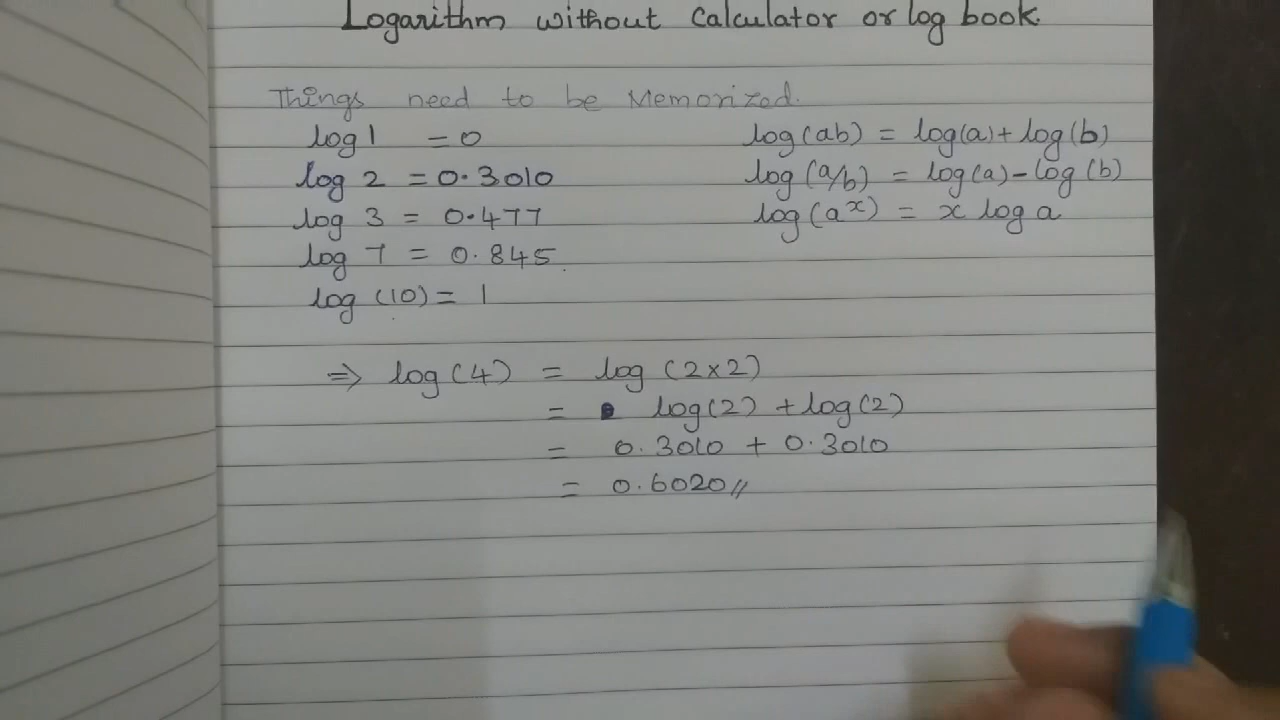 Logarithm without Calculator or log book.
Things need to be Memorized.
log 1 = 0
log 2 = 0.3010
log 3 = 0.477
log 7 = 0.845
log (10) = 1
log(ab) = log(a)+log(b)
log(a/b) = log(a)-log(b)
log(a^x) = x log a
⇒ log(4) = log(2×2)
= log(2) + log(2)
= 0.3010 + 0.3010
= 0.6020//